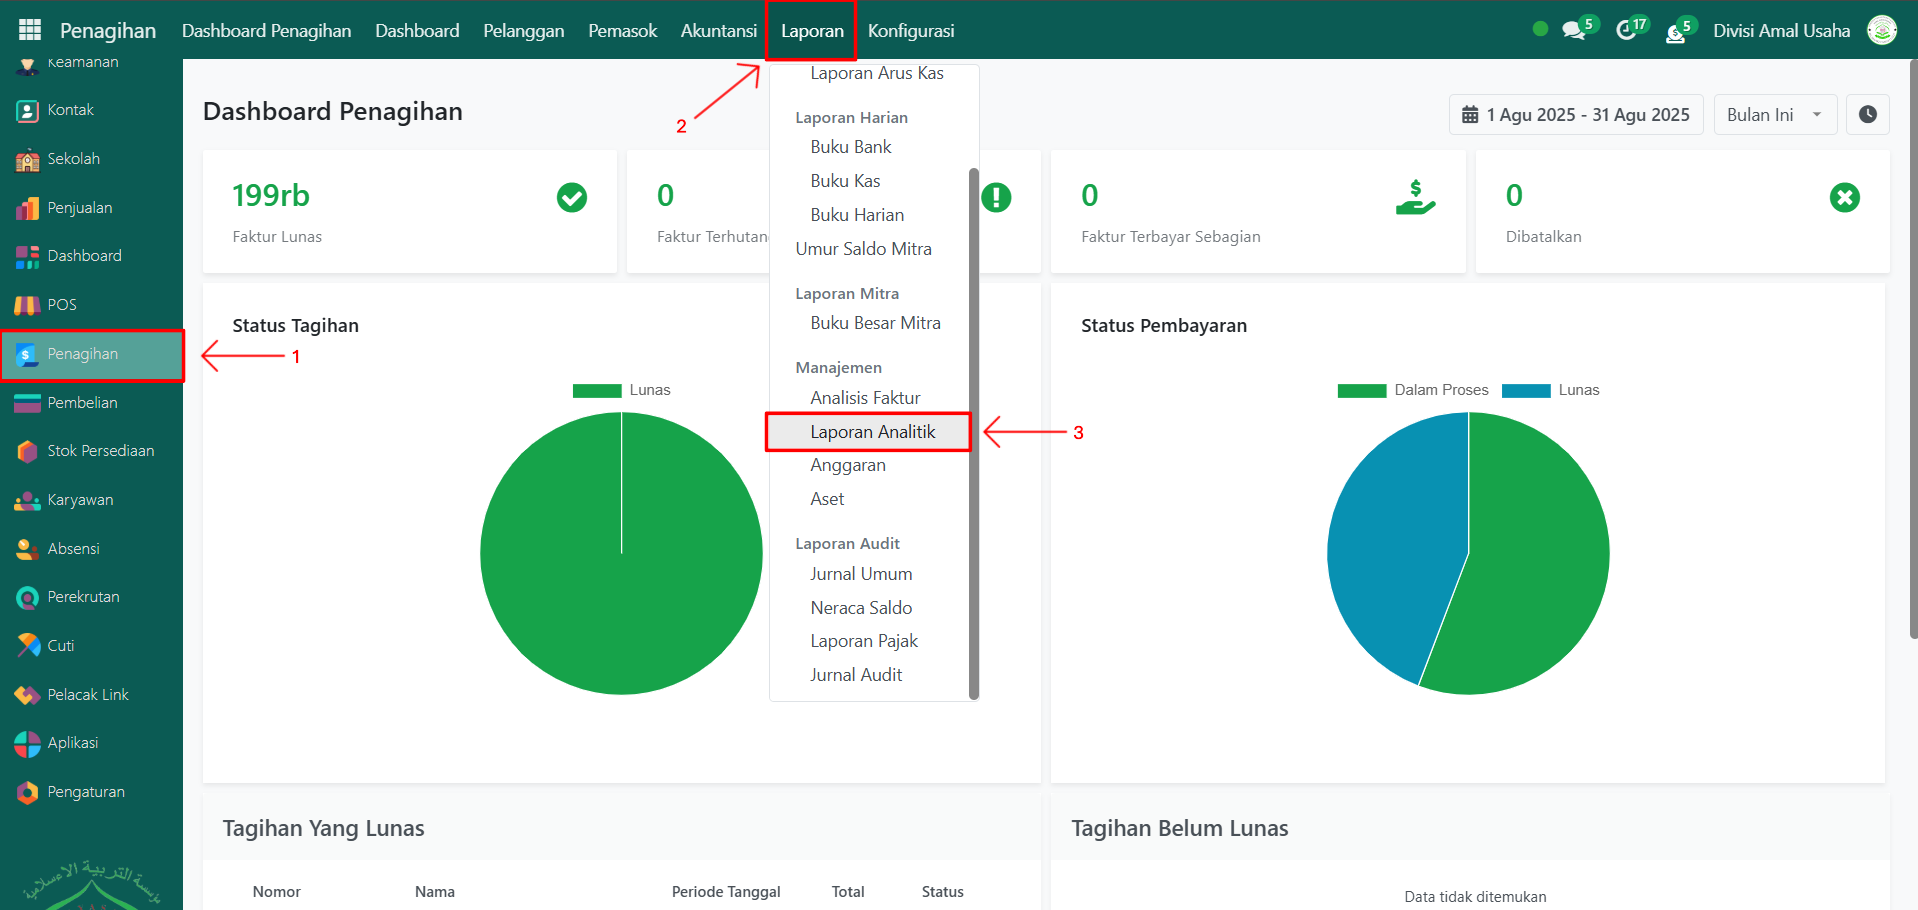 Penagihan
Dashboard Penagihan
Dashboard
Pelanggan
Pemasok
Akuntansi
Laporan
Konfigurasi
5
17
5
Divisi Amal Usaha
Keamanan
Kontak
Sekolah
Penjualan
Dashboard
POS
Penagihan
Pembelian
Stok Persediaan
Karyawan
Absensi
Perekrutan
Cuti
Pelacak Link
Aplikasi
Pengaturan
مؤسسة التربية الإسلامية
1
2
Laporan Arus Kas
Laporan Harian
Buku Bank
Buku Kas
Buku Harian
Umur Saldo Mitra
Laporan Mitra
Buku Besar Mitra
Manajemen
Analisis Faktur
Laporan Analitik
3
Anggaran
Aset
Laporan Audit
Jurnal Umum
Neraca Saldo
Laporan Pajak
Jurnal Audit
Dashboard Penagihan
1 Agu 2025 - 31 Agu 2025
Bulan Ini
199rb
Faktur Lunas
0
Faktur Terhutan
0
Faktur Terbayar Sebagian
0
Dibatalkan
Status Tagihan
Lunas
Status Pembayaran
Dalam Proses
Lunas
Tagihan Yang Lunas
Nomor
Nama
Periode Tanggal
Total
Status
Tagihan Belum Lunas
Data tidak ditemukan